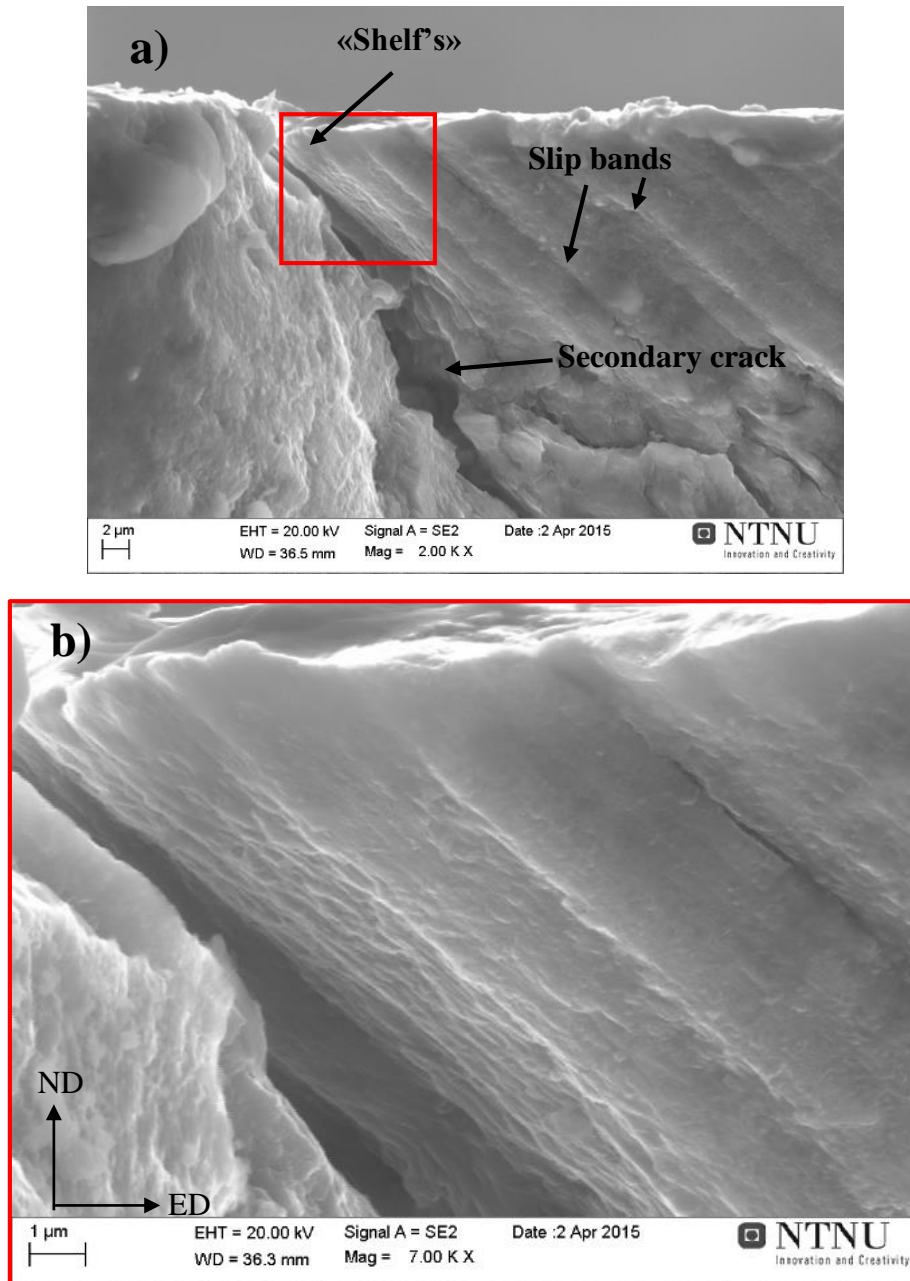 a)
«Shelf's»
Slip bands
Secondary crack
2 µm
EHT = 20.00 kV Signal A = SE2 Date :2 Apr 2015
WD = 36.5 mm Mag = 2.00 K X
NTNU
Innovation and Creativity
b)
ND
ED
1 µm
EHT = 20.00 kV Signal A = SE2 Date :2 Apr 2015
WD = 36.3 mm Mag = 7.00 K X
NTNU
Innovation and Creativity